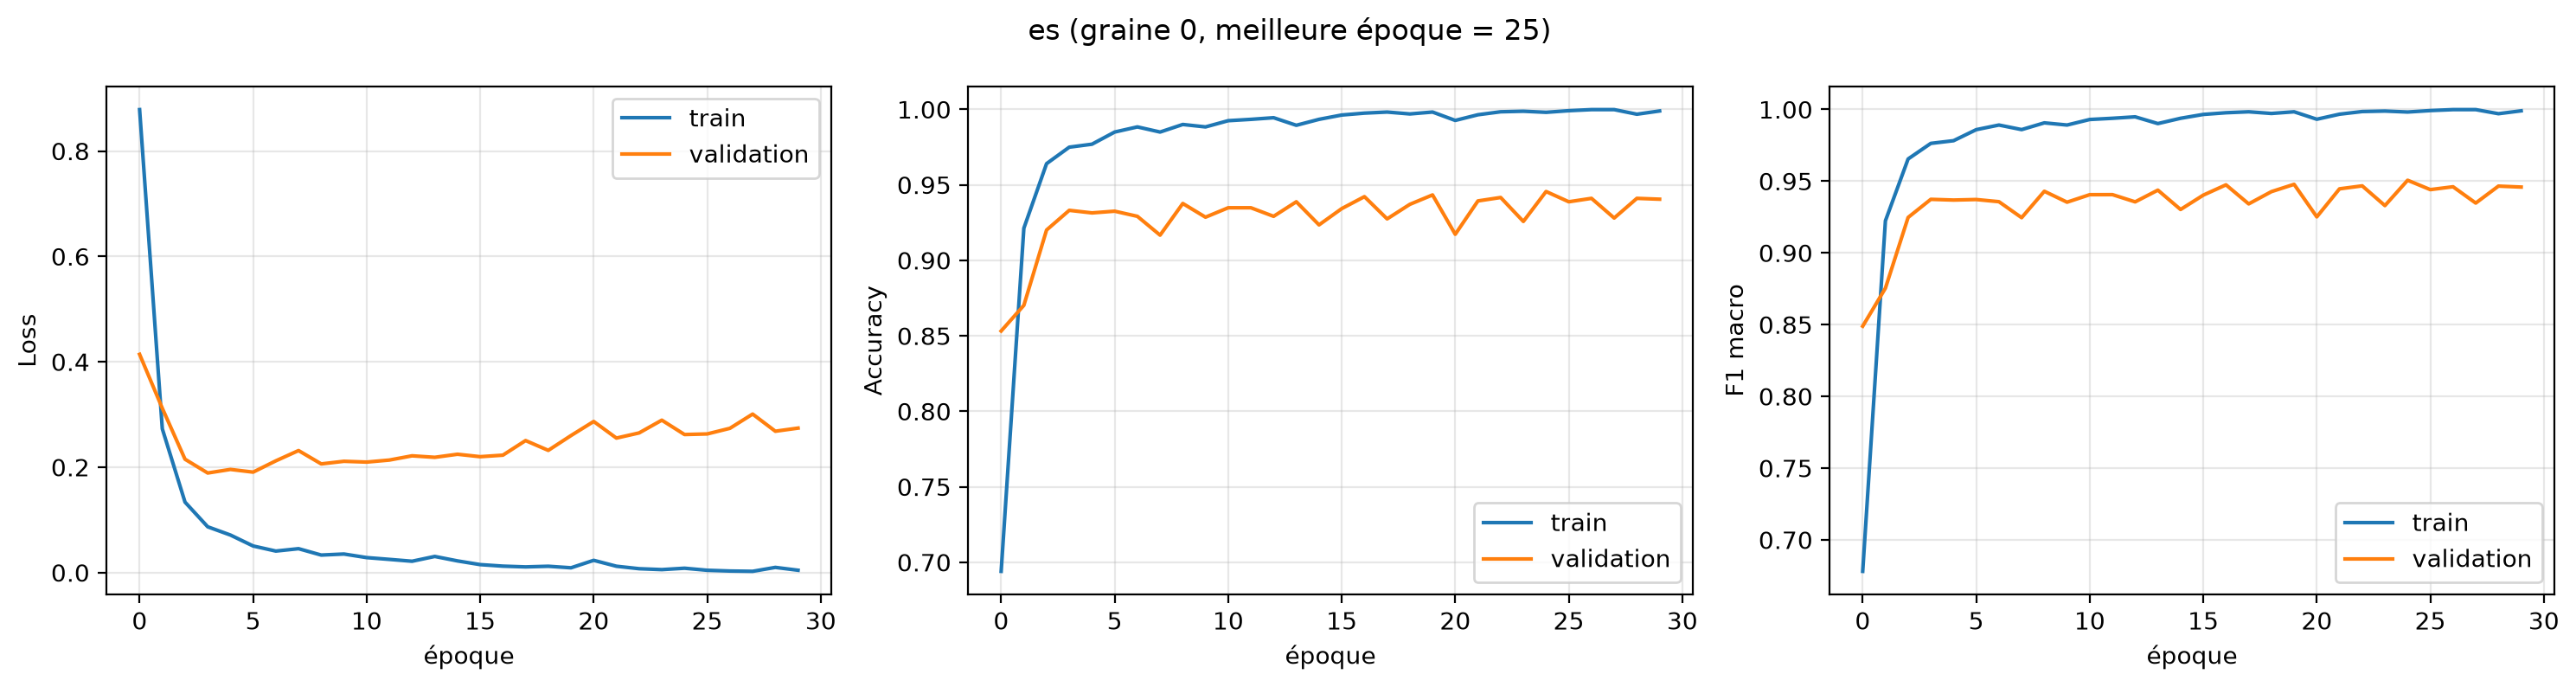 es (graine 0, meilleure époque = 25)
Loss
0.8
0.6
0.4
0.2
0.0
0 5 10 15 20 25 30
époque
train
validation
Accuracy
1.00
0.95
0.90
0.85
0.80
0.75
0.70
0 5 10 15 20 25 30
époque
train
validation
F1 macro
1.00
0.95
0.90
0.85
0.80
0.75
0.70
0 5 10 15 20 25 30
époque
train
validation